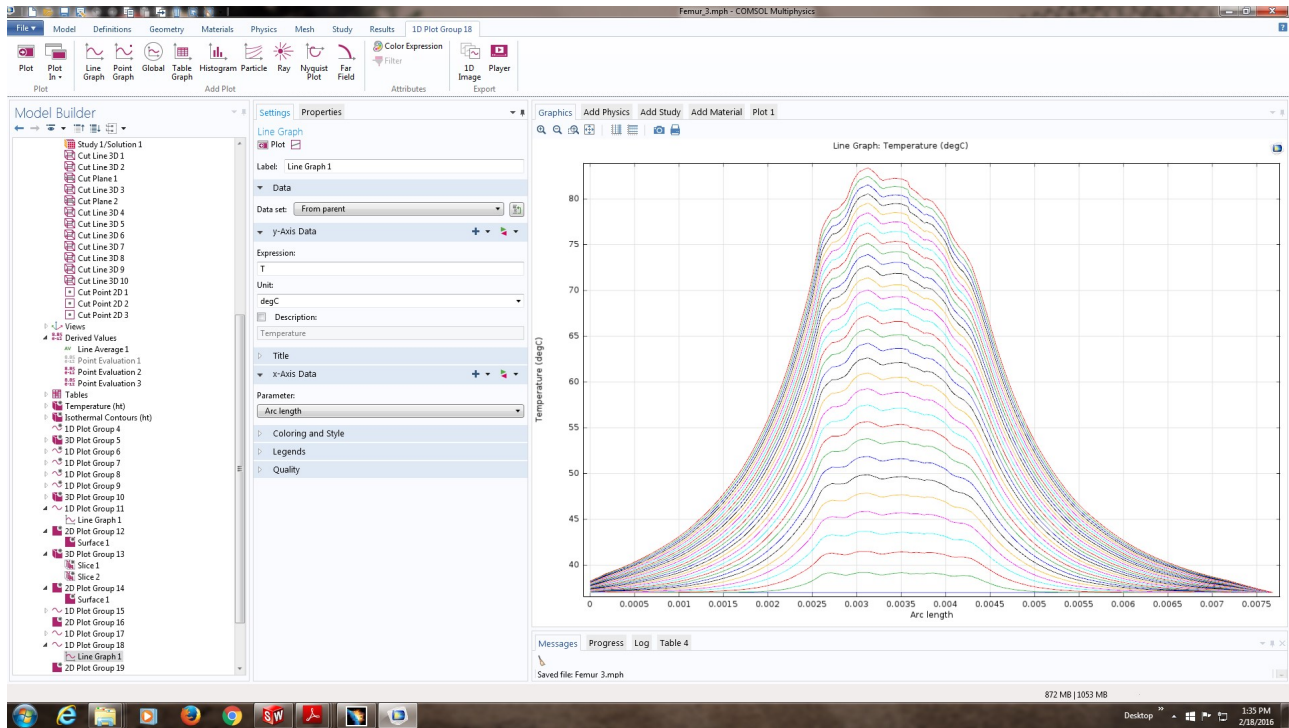 Femur_3.mph - COMSOL Multiphysics
File Model Definitions Geometry Materials Physics Mesh Study Results 1D Plot Group 18
Plot Plot In Line Graph Point Graph Global Table Graph Histogram Particle Ray Nyquist Plot Far Field Color Expression Filter 1D Image Player
Plot Add Plot Attributes Export
Model Builder
Study 1/Solution 1
Cut Line 3D 1
Cut Line 3D 2
Cut Plane 1
Cut Line 3D 3
Cut Plane 2
Cut Line 3D 4
Cut Line 3D 5
Cut Line 3D 6
Cut Line 3D 7
Cut Line 3D 8
Cut Line 3D 9
Cut Line 3D 10
Cut Point 2D 1
Cut Point 2D 2
Cut Point 2D 3
Views
Derived Values
Line Average 1
Point Evaluation 1
Point Evaluation 2
Point Evaluation 3
Tables
Temperature (ht)
Isothermal Contours (ht)
1D Plot Group 4
3D Plot Group 5
1D Plot Group 6
1D Plot Group 7
1D Plot Group 8
1D Plot Group 9
3D Plot Group 10
1D Plot Group 11
Line Graph 1
2D Plot Group 12
Surface 1
3D Plot Group 13
Slice 1
Slice 2
2D Plot Group 14
Surface 1
1D Plot Group 15
2D Plot Group 16
1D Plot Group 17
1D Plot Group 18
Line Graph 1
2D Plot Group 19
Settings Properties
Line Graph
Plot
Label: Line Graph 1
Data
Data set: From parent
y-Axis Data
Expression:
T
Unit:
degC
Description:
Temperature
Title
x-Axis Data
Parameter:
Arc length
Coloring and Style
Legends
Quality
Graphics Add Physics Add Study Add Material Plot 1
Line Graph: Temperature (degC)
Temperature (degC)
80
75
70
65
60
55
50
45
40
0 0.0005 0.001 0.0015 0.002 0.0025 0.003 0.0035 0.004 0.0045 0.005 0.0055 0.006 0.0065 0.007 0.0075
Arc length
Messages Progress Log Table 4
Saved file: Femur 3.mph
872 MB | 1053 MB
Desktop
1:35 PM
2/18/2016